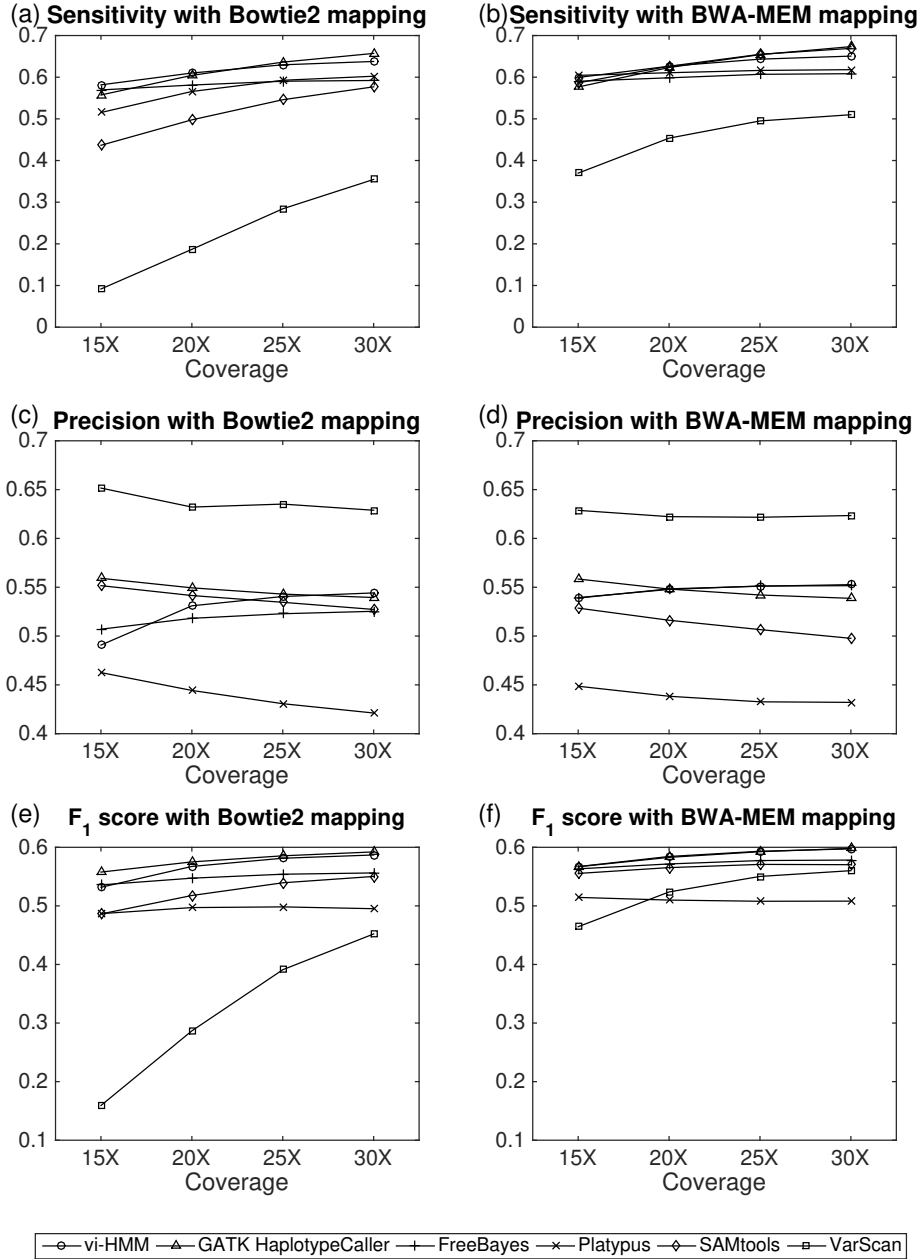 (a) Sensitivity with Bowtie2 mapping
0.7
0.6
0.5
0.4
0.3
0.2
0.1
0
15X 20X 25X 30X
Coverage
(b) Sensitivity with BWA-MEM mapping
0.7
0.6
0.5
0.4
0.3
0.2
0.1
0
15X 20X 25X 30X
Coverage
(c) Precision with Bowtie2 mapping
0.7
0.65
0.6
0.55
0.5
0.45
0.4
15X 20X 25X 30X
Coverage
(d) Precision with BWA-MEM mapping
0.7
0.65
0.6
0.55
0.5
0.45
0.4
15X 20X 25X 30X
Coverage
(e) F1 score with Bowtie2 mapping
0.6
0.5
0.4
0.3
0.2
0.1
15X 20X 25X 30X
Coverage
(f) F1 score with BWA-MEM mapping
0.6
0.5
0.4
0.3
0.2
0.1
15X 20X 25X 30X
Coverage
vi-HMM GATK HaplotypeCaller FreeBayes Platypus SAMtools VarScan